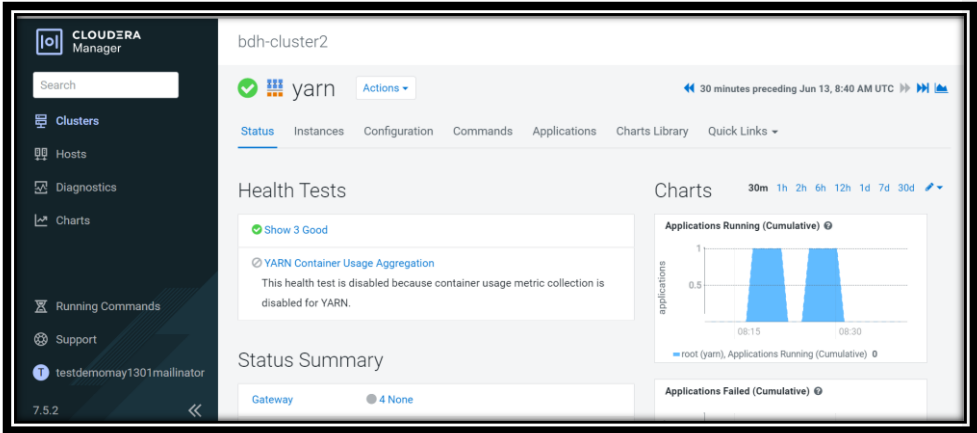 CLOUDERA
Manager
Search
Clusters
Hosts
Diagnostics
Charts
Running Commands
Support
T testdemomay1301mailinator
7.5.2
bdh-cluster2
yarn
Actions
30 minutes preceding Jun 13, 8:40 AM UTC
Status Instances Configuration Commands Applications Charts Library Quick Links
Health Tests
Show 3 Good
YARN Container Usage Aggregation
This health test is disabled because container usage metric collection is
disabled for YARN.
Status Summary
Gateway 4 None
Charts 30m 1h 2h 6h 12h 1d 7d 30d
Applications Running (Cumulative)
applications
1
0.5
08:15 08:30
root (yarn), Applications Running (Cumulative) 0
Applications Failed (Cumulative)